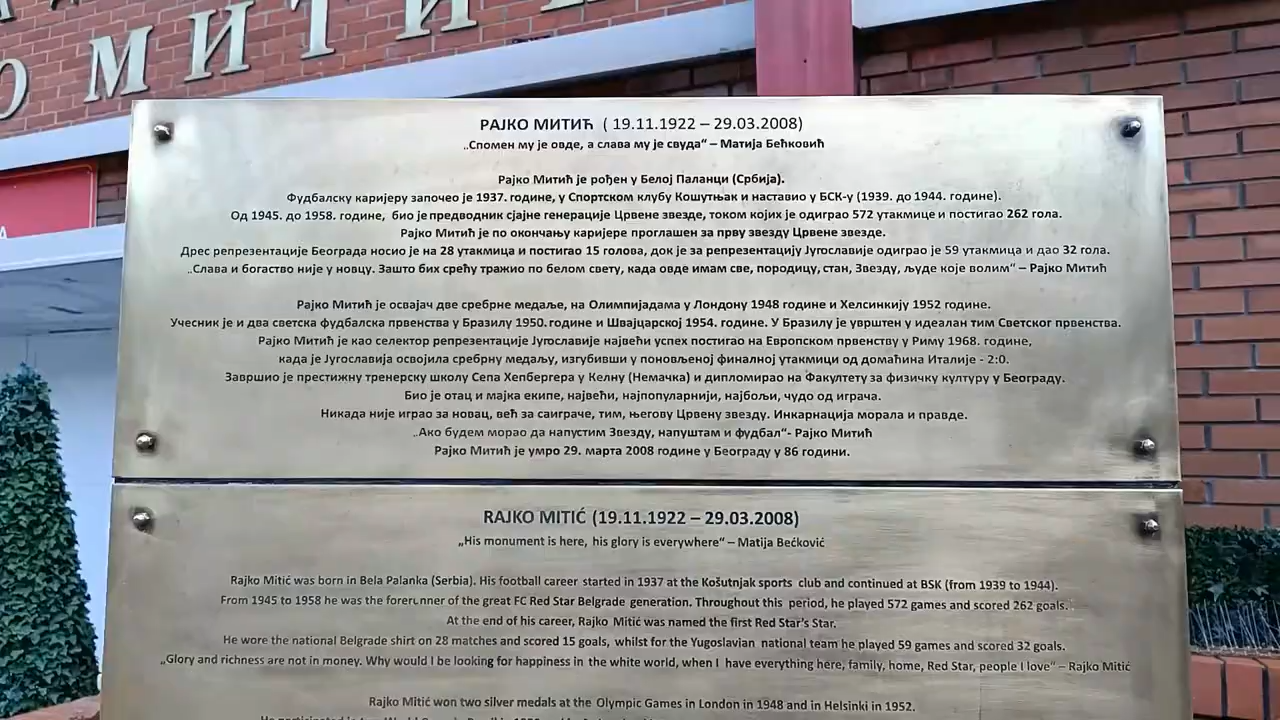 О МИТИ
РАЈКО МИТИЋ ( 19.11.1922 – 29.03.2008)
„Спомен му је овде, а слава му је свуда“ – Матија Бећковић
Рајко Митић је рођен у Белој Паланци (Србија).
Фудбалску каријеру започео је 1937. године, у Спортском клубу Кошутњак и наставио у БСК-у (1939. до 1944. године).
Од 1945. до 1958. године, био је предводник сјајне генерације Црвене звезде, током којих је одиграо 572 утакмице и постигао 262 гола.
Рајко Митић је по окончању каријере проглашен за прву звезду Црвене звезде.
Дрес репрезентације Београда носио је на 28 утакмица и постигао 15 голова, док је за репрезентацију Југославије одиграо је 59 утакмица и дао 32 гола.
„Слава и богаство није у новцу. Зашто бих срећу тражио по белом свету, када овде имам све, породицу, стан, Звезду, људе које волим“ – Рајко Митић
Рајко Митић је освајач две сребрне медаље, на Олимпијадама у Лондону 1948 године и Хелсинкију 1952 године.
Учесник је и два светска фудбалска првенства у Бразилу 1950. године и Швајцарској 1954. године. У Бразилу је уврштен у идеалан тим Светског првенства.
Рајко Митић је као селектор репрезентације Југославије највећи успех постигао на Европском првенству у Риму 1968. године,
када је Југославија освојила сребрну медаљу, изгубивши у поновљеној финалној утакмици од домаћина Италије - 2:0.
Завршио је престижну тренерску школу Сепа Хепбергера у Келну (Немачка) и дипломирао на Факултету за физичку културу у Београду.
Био је отац и мајка екипе, највећи, најпопуларнији, најбољи, чудо од играча.
Никада није играо за новац, већ за саиграче, тим, његову Црвену звезду. Инкарнација морала и правде.
„Ако будем морао да напустим Звезду, напуштам и фудбал“- Рајко Митић
Рајко Митић је умро 29. марта 2008 године у Београду у 86 години.
RAJKO MITIĆ (19.11.1922 – 29.03.2008)
„His monument is here, his glory is everywhere“ – Matija Bećković
Rajko Mitić was born in Bela Palanka (Serbia). His football career started in 1937 at the Košutnjak sports club and continued at BSK (from 1939 to 1944).
From 1945 to 1958 he was the forerunner of the great FC Red Star Belgrade generation. Throughout this period, he played 572 games and scored 262 goals.
At the end of his career, Rajko Mitić was named the first Red Star's Star.
He wore the national Belgrade shirt on 28 matches and scored 15 goals, whilst for the Yugoslavian national team he played 59 games and scored 32 goals.
„Glory and richness are not in money. Why would I be looking for happiness in the white world, when I have everything here, family, home, Red Star, people I love“ – Rajko Mitić
Rajko Mitić won two silver medals at the Olympic Games in London in 1948 and in Helsinki in 1952.